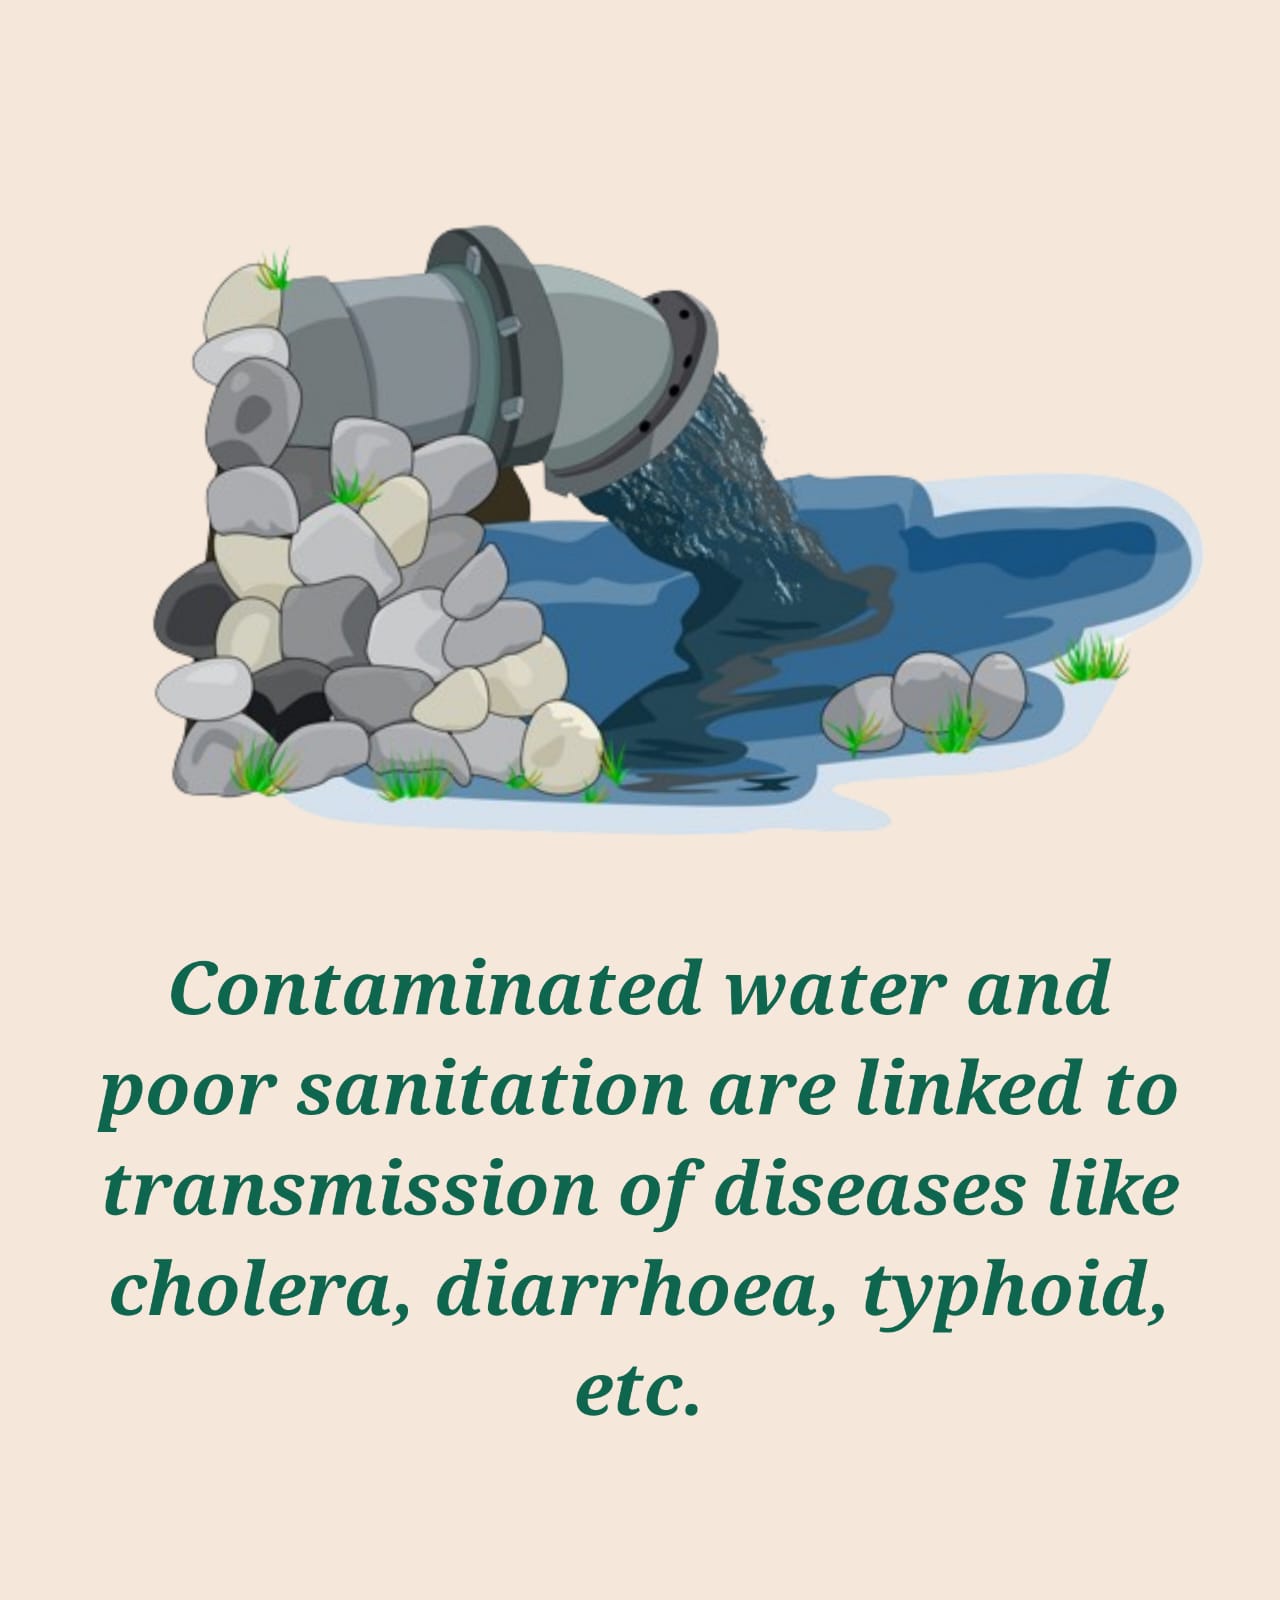 Contaminated water and
poor sanitation are linked to
transmission of diseases like
cholera, diarrhoea, typhoid,
etc.